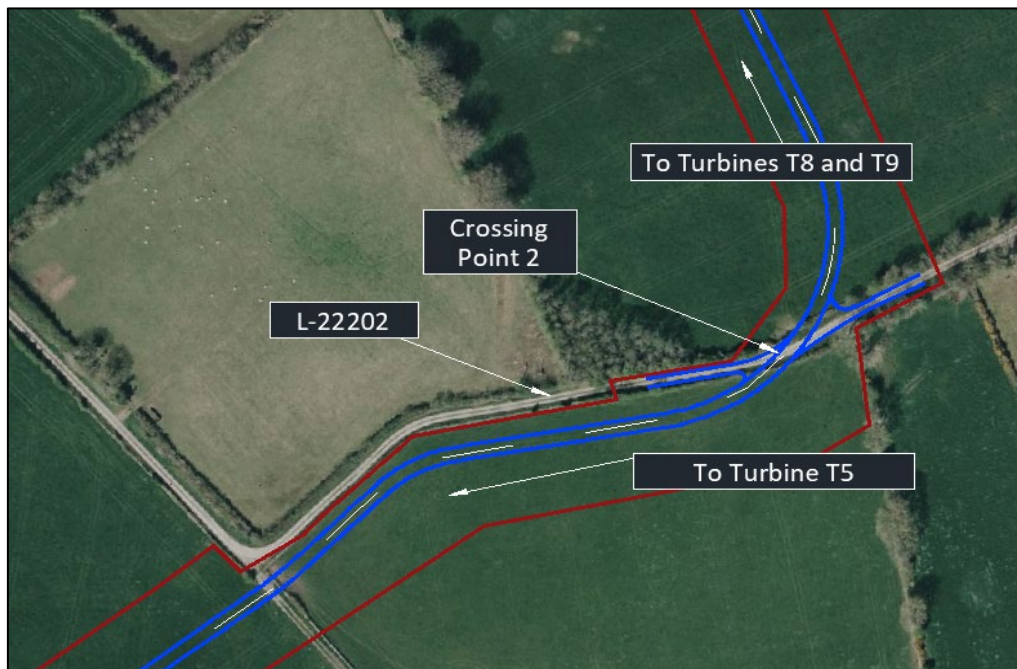 To Turbines T8 and T9
Crossing
Point 2
L-22202
To Turbine T5